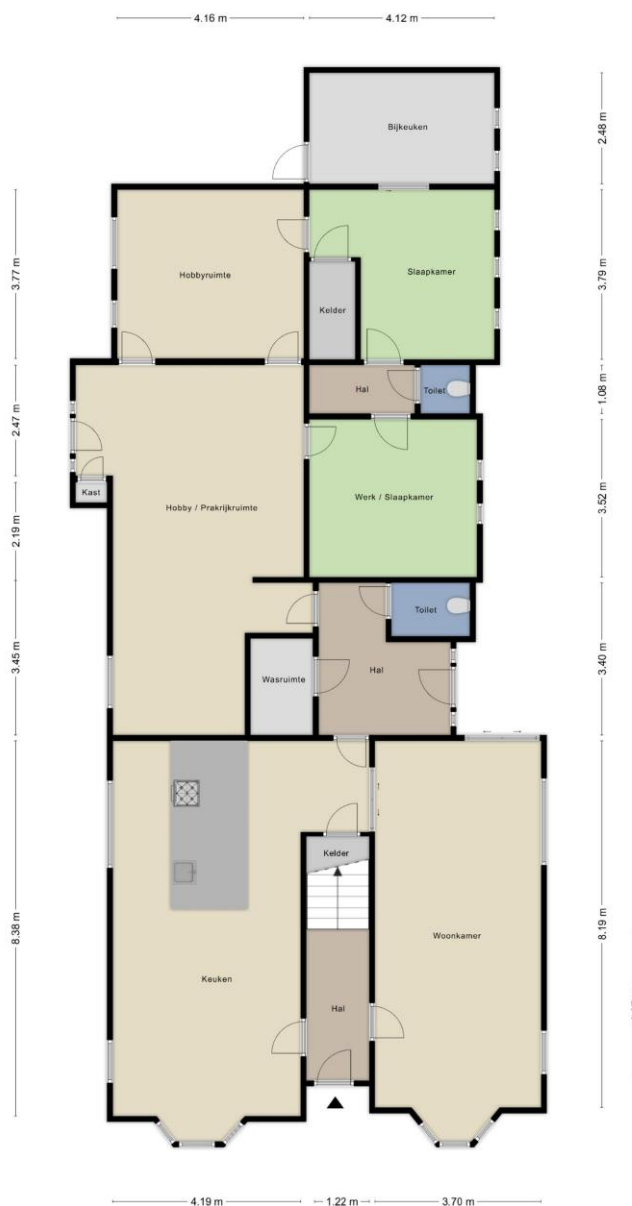 4.16 m
4.12 m
2.48 m
Bijkeuken
3.77 m
Hobbyruimte
Slaapkamer
Kelder
3.79 m
Hal
Toilet
1.08 m
2.47 m
Kast
Hobby / Prakrijkruimte
Werk / Slaapkamer
2.19 m
3.52 m
Toilet
3.45 m
Wasruimte
Hal
3.40 m
Kelder
8.38 m
Keuken
Hal
Woonkamer
8.19 m
4.19 m
1.22 m
3.70 m